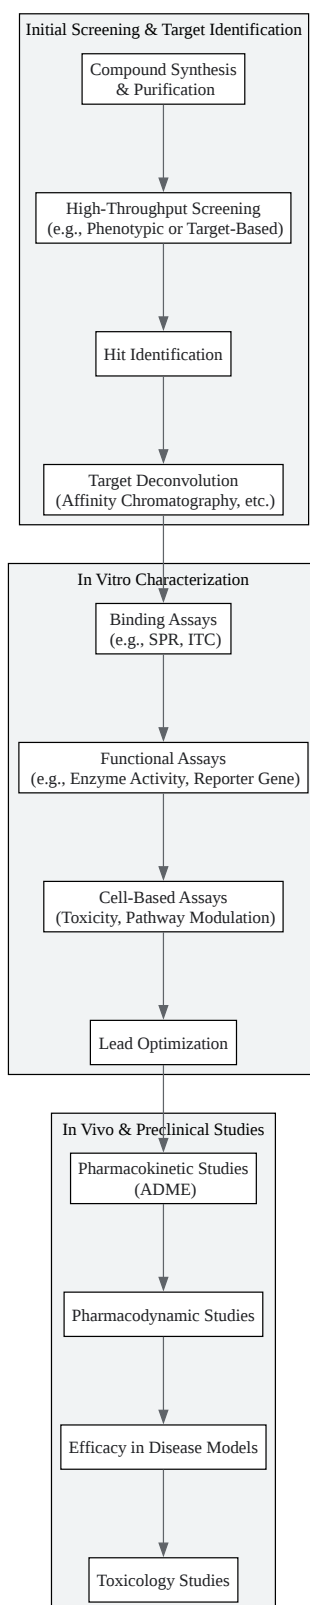 Initial Screening & Target Identification
Compound Synthesis
& Purification
High-Throughput Screening
(e.g., Phenotypic or Target-Based)
Hit Identification
Target Deconvolution
(Affinity Chromatography, etc.)
In Vitro Characterization
Binding Assays
(e.g., SPR, ITC)
Functional Assays
(e.g., Enzyme Activity, Reporter Gene)
Cell-Based Assays
(Toxicity, Pathway Modulation)
Lead Optimization
In Vivo & Preclinical Studies
Pharmacokinetic Studies
(ADME)
Pharmacodynamic Studies
Efficacy in Disease Models
Toxicology Studies